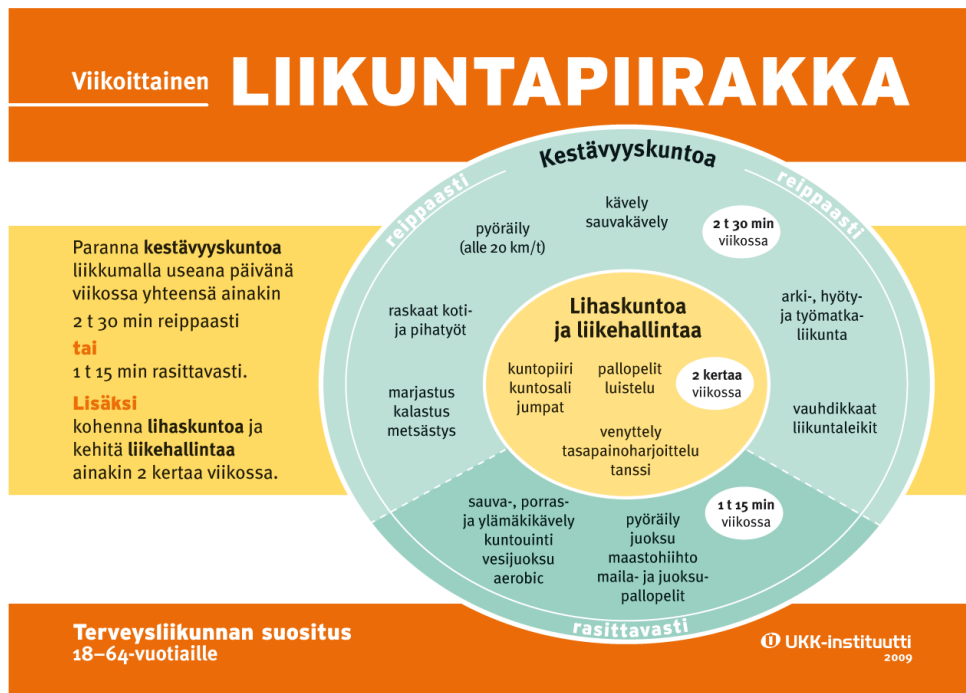 Viikoittainen LIIKUNTAPIIRAKKA
Paranna kestävyyskuntoa
liikkumalla useana päivänä
viikossa yhteensä ainakin
2 t 30 min reippaasti
tai
1 t 15 min rasittavasti.
Lisäksi
kohenna lihaskuntoa ja
kehitä liikehallintaa
ainakin 2 kertaa viikossa.
Kestävyyskuntoa
reippaasti
reippaasti
kävely
sauvakävely
2 t 30 min
viikossa
pyöräily
(alle 20 km/t)
raskaat koti-
ja pihatyöt
arki-, hyöty-
ja työmatka-
liikunta
marjastus
kalastus
metsästys
vauhdikkaat
liikuntaleikit
Lihaskuntoa
ja liikehallintaa
kuntopiiri
kuntosali
jumpat
pallopelit
luistelu
2 kertaa
viikossa
venyttely
tasapainoharjoittelu
tanssi
sauva-, porras-
ja ylämäkikävely
kuntouinti
vesijuoksu
aerobic
pyöräily
juoksu
maastohiihto
maila- ja juoksu-
pallopelit
1 t 15 min
viikossa
rasittavasti
Terveysliikunnan suositus
18–64-vuotiaille
UKK-instituutti
2009